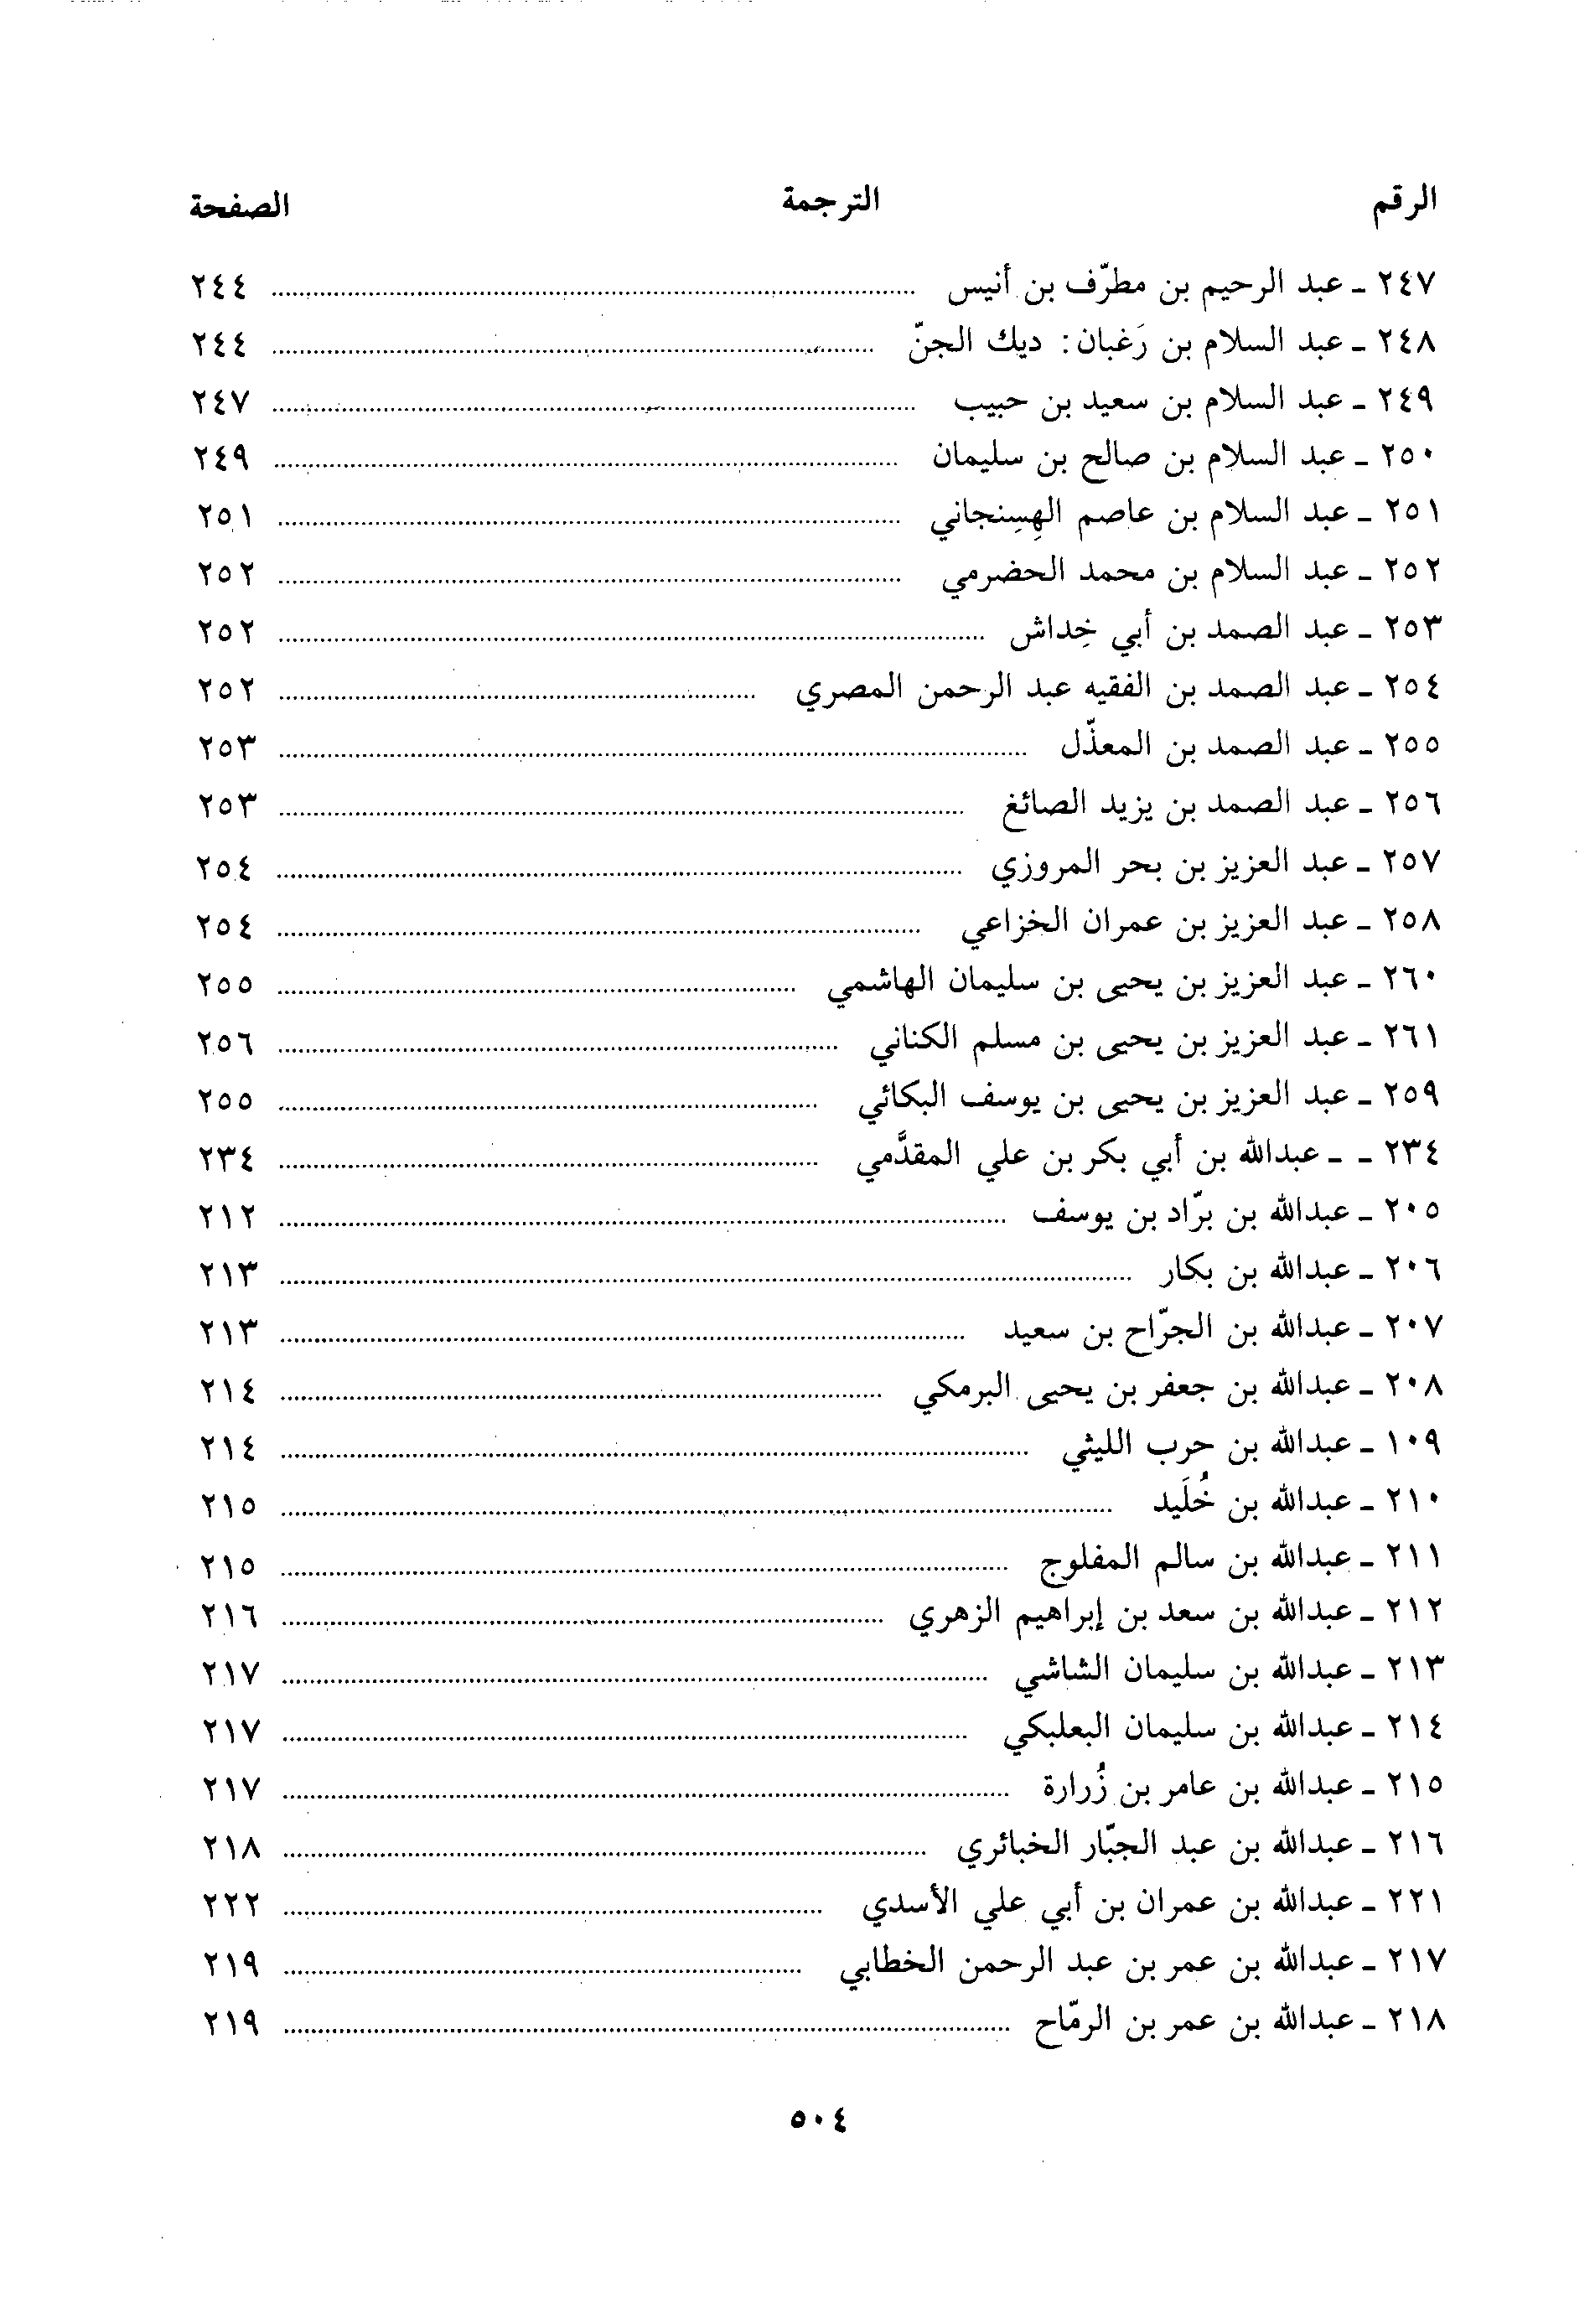 الرقم الترجمة الصفحة
٢٤٧ - عبد الرحيم بن مطرّف بن أنيس ................ ٢٤٤
٢٤٨ - عبد السلام بن رَغبان: ديك الجنّ ................ ٢٤٤
٢٤٩ - عبد السلام بن سعيد بن حبيب ................ ٢٤٧
٢٥٠ - عبد السلام بن صالح بن سليمان ................ ٢٤٩
٢٥١ - عبد السلام بن عاصم الهِسِنجاني ................ ٢٥١
٢٥٢ - عبد السلام بن محمد الحضرمي ................ ٢٥٢
٢٥٣ - عبد الصمد بن أبي خِداش ................ ٢٥٢
٢٥٤ - عبد الصمد بن الفقيه عبد الرحمن المصري ................ ٢٥٢
٢٥٥ - عبد الصمد بن المعذّل ................ ٢٥٣
٢٥٦ - عبد الصمد بن يزيد الصائغ ................ ٢٥٣
٢٥٧ - عبد العزيز بن بحر المروزي ................ ٢٥٤
٢٥٨ - عبد العزيز بن عمران الخزاعي ................ ٢٥٤
٢٦٠ - عبد العزيز بن يحيى بن سليمان الهاشمي ................ ٢٥٥
٢٦١ - عبد العزيز بن يحيى بن مسلم الكناني ................ ٢٥٦
٢٥٩ - عبد العزيز بن يحيى بن يوسف البكائي ................ ٢٥٥
٢٣٤ - - عبدالله بن أبي بكر بن علي المقدَّمي ................ ٢٣٤
٢٠٥ - عبدالله بن برّاد بن يوسف ................ ٢١٢
٢٠٦ - عبدالله بن بكار ................ ٢١٣
٢٠٧ - عبدالله بن الجرّاح بن سعيد ................ ٢١٣
٢٠٨ - عبدالله بن جعفر بن يحيى البرمكي ................ ٢١٤
١٠٩ - عبدالله بن حرب الليثي ................ ٢١٤
٢١٠ - عبدالله بن خُلَيد ................ ٢١٥
٢١١ - عبدالله بن سالم المفلوج ................ ٢١٥
٢١٢ - عبدالله بن سعد بن إبراهيم الزهري ................ ٢١٦
٢١٣ - عبدالله بن سليمان الشاشي ................ ٢١٧
٢١٤ - عبدالله بن سليمان البعلبكي ................ ٢١٧
٢١٥ - عبدالله بن عامر بن زُرارة ................ ٢١٧
٢١٦ - عبدالله بن عبد الجبّار الخبائري ................ ٢١٨
٢٢١ - عبدالله بن عمران بن أبي علي الأسدي ................ ٢٢٢
٢١٧ - عبدالله بن عمر بن عبد الرحمن الخطابي ................ ٢١٩
٢١٨ - عبدالله بن عمر بن الرمّاح ................ ٢١٩
٥٠٤